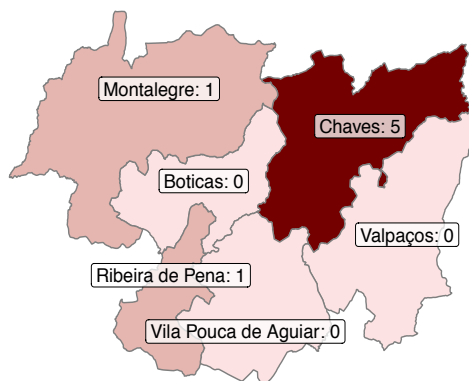 Montalegre: 1
Chaves: 5
Boticas: 0
Valpaços: 0
Ribeira de Pena: 1
Vila Pouca de Aguiar: 0